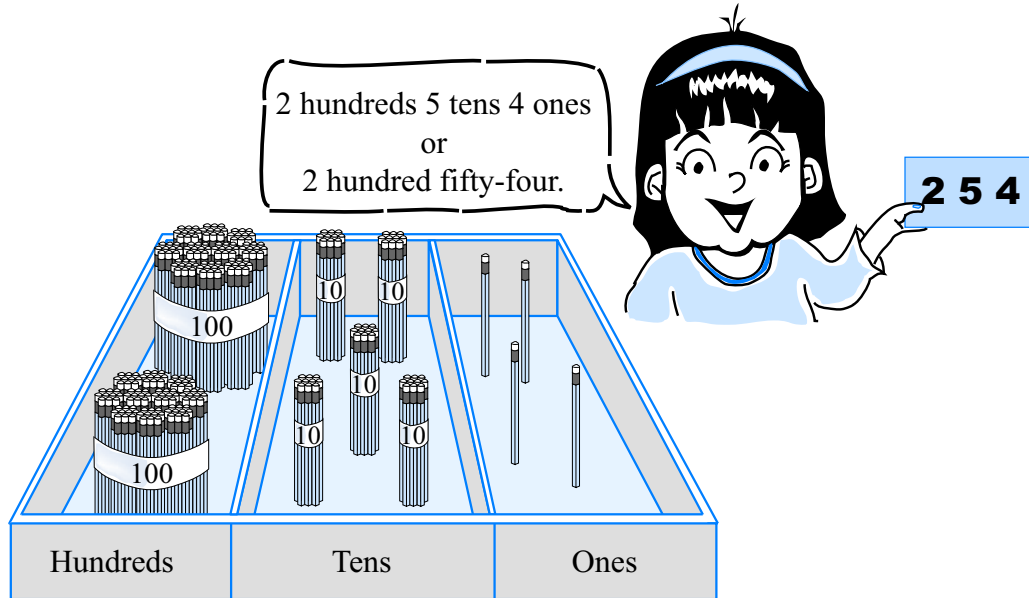 2 hundreds 5 tens 4 ones
or
2 hundred fifty-four.
2 5 4
10
10
100
10
10
10
100
Hundreds
Tens
Ones